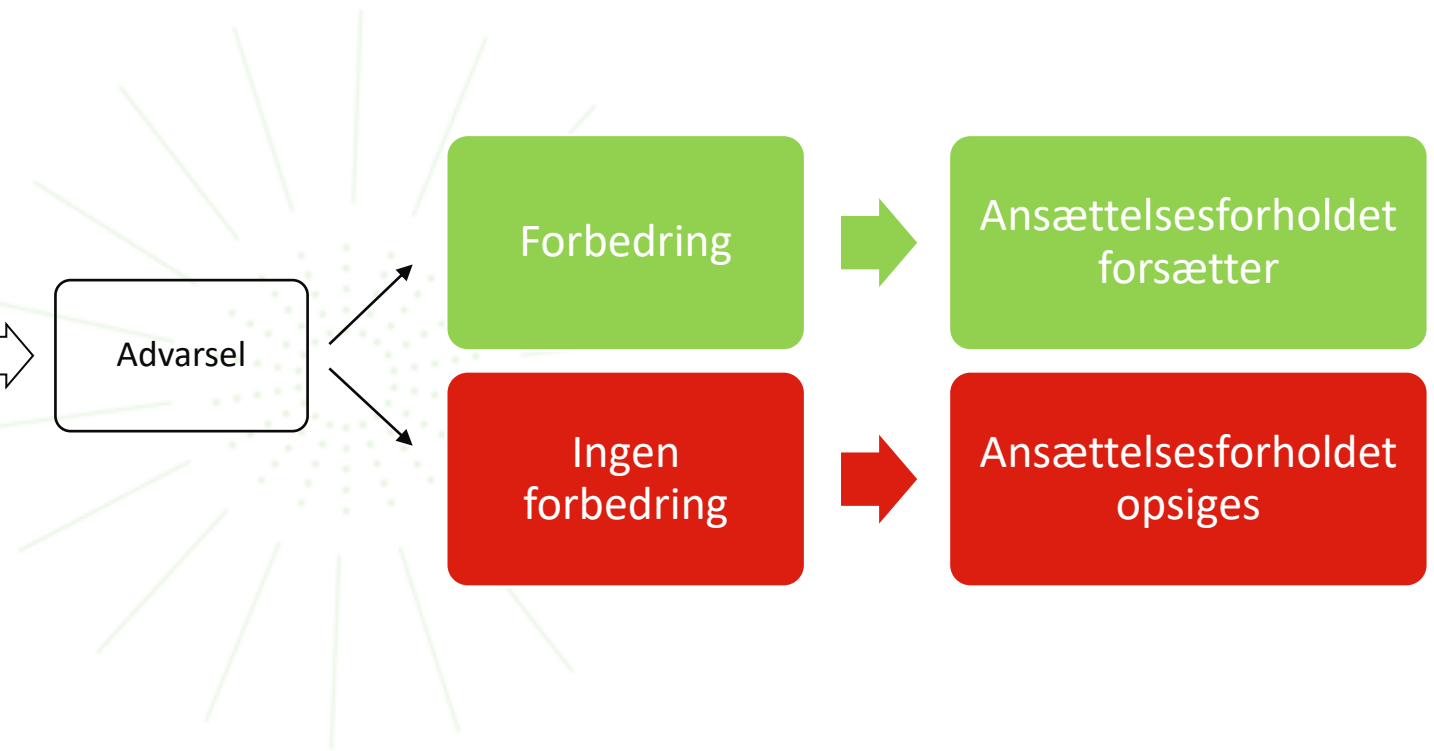 Advarsel
Forbedring
Ansættelsesforholdet
forsætter
Ingen
forbedring
Ansættelsesforholdet
opsiges